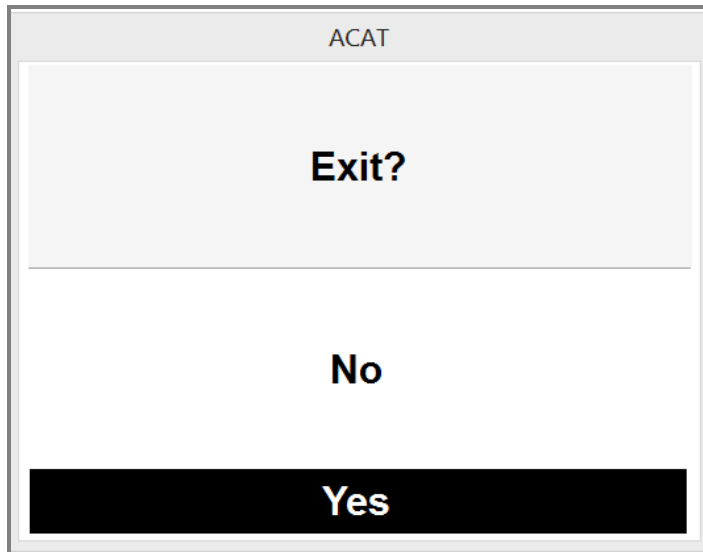 ACAT
Exit?
No
Yes